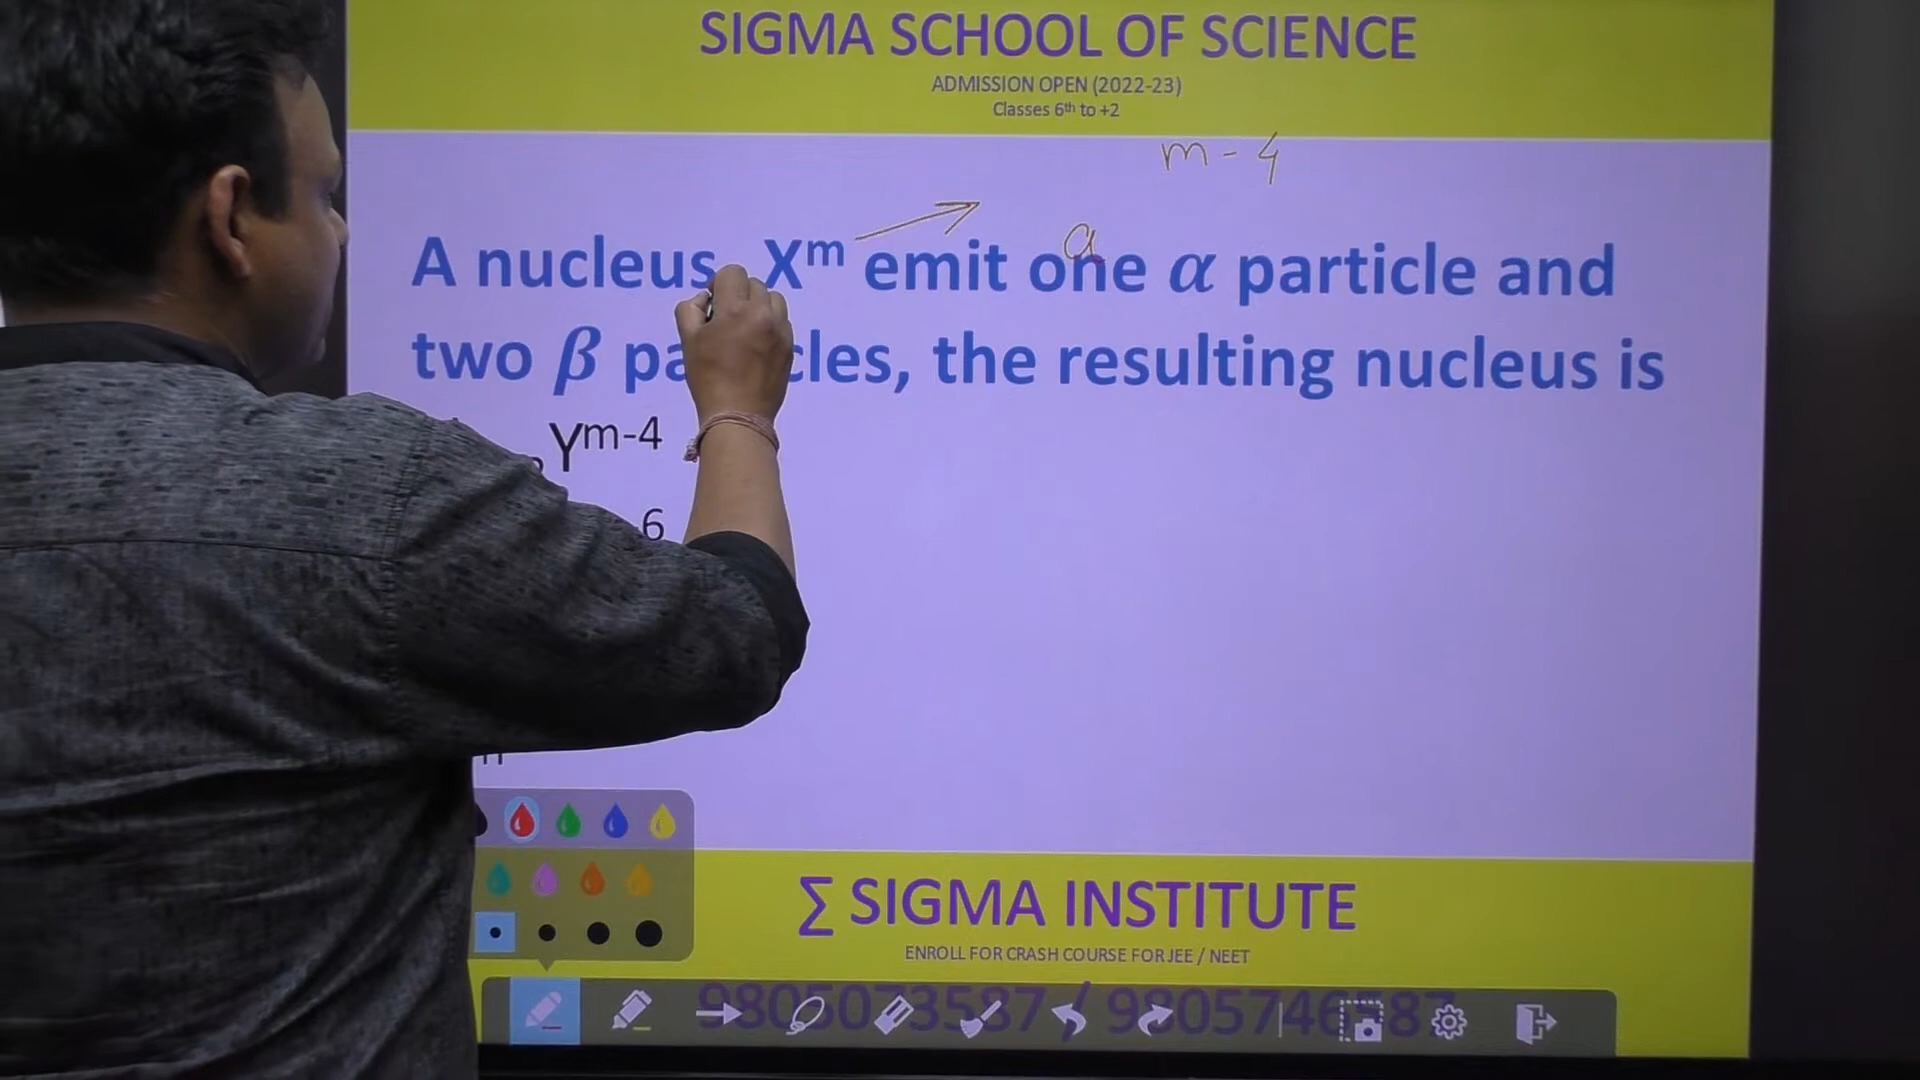 SIGMA SCHOOL OF SCIENCE
ADMISSION OPEN (2022-23)
Classes 6th to +2
m - 4
a
A nucleus Xᵐ emit one α particle and
two β pa cles, the resulting nucleus is
Yᵐ⁻⁴
6
n
∑ SIGMA INSTITUTE
ENROLL FOR CRASH COURSE FOR JEE / NEET
9805073587 / 9805746587